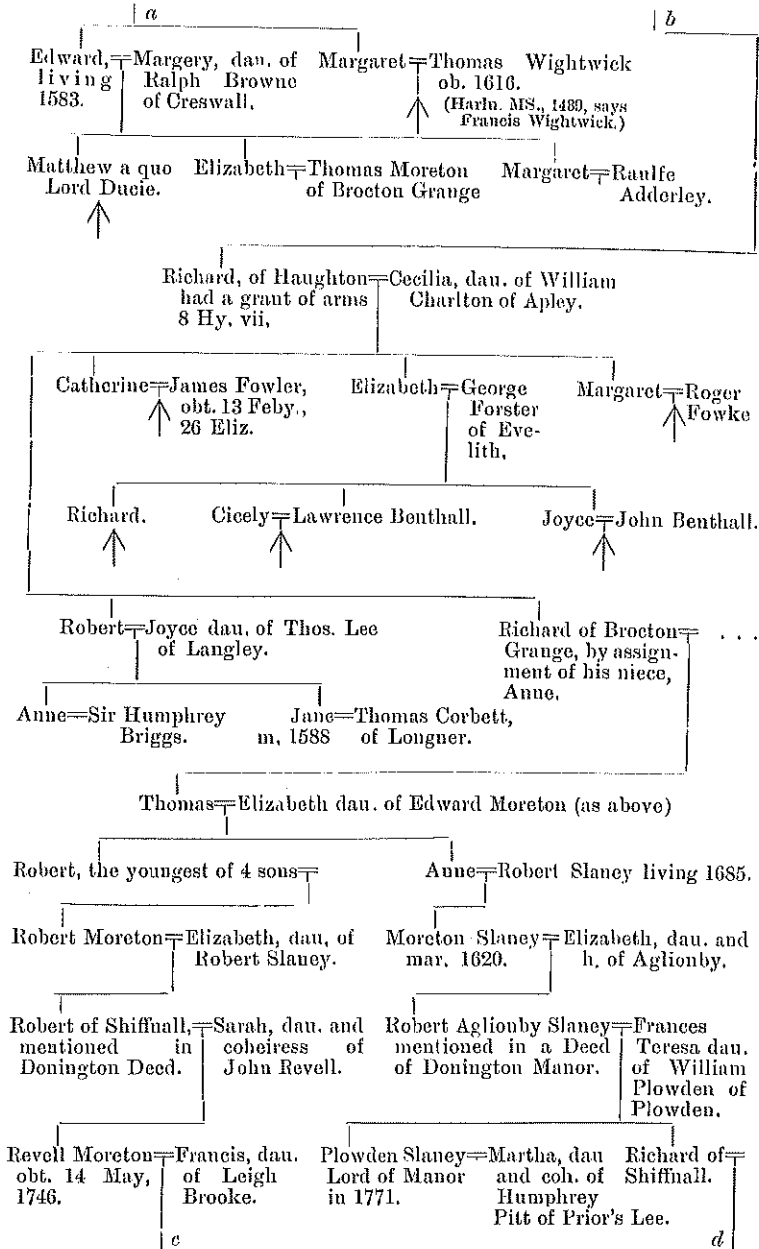 a b
Edward, Margery, dau. of Margaret Thomas Wightwick
living Ralph Browne ob. 1616.
1583. of Creswall. (Harln. MS., 1489, says
Francis Wightwick.)
Matthew a quo Elizabeth Thomas Moreton Margaret Raulfe
Lord Ducie. of Brocton Grange Adderley.
Richard, of Haughton Cecilia, dau. of William
had a grant of arms Charlton of Apley.
8 Hy. vii,
Catherine James Fowler, Elizabeth George Margaret Roger
obt. 13 Feby., Forster Fowke
26 Eliz. of Eve-
lith,
Richard. Cicely Lawrence Benthall. Joyce John Benthall.
Robert Joyce dau. of Thos. Lee Richard of Brocton . . .
of Langley. Grange, by assign-
ment of his niece,
Anne,
Anne=Sir Humphrey Jane=Thomas Corbett,
Briggs. m, 1588 of Longner.
Thomas Elizabeth dau. of Edward Moreton (as above)
Robert, the youngest of 4 sons Anne Robert Slaney living 1685.
Robert Moreton Elizabeth, dau, of Moreton Slaney Elizabeth, dau. and
Robert Slaney. mar. 1620. h. of Aglionby.
Robert of Shiffnall, Sarah, dau. and Robert Aglionby Slaney Frances
mentioned in coheiress of mentioned in a Deed Teresa dau.
Donington Deed. John Revell. of Donington Manor. of William
Plowden of
Plowden.
Revell Moreton Francis, dau. Plowden Slaney=Martha, dau Richard of
obt. 14 May, of Leigh Lord of Manor and coh. of Shiffnall.
1746. Brooke. in 1771. Humphrey
Pitt of Prior's Lee.
c d